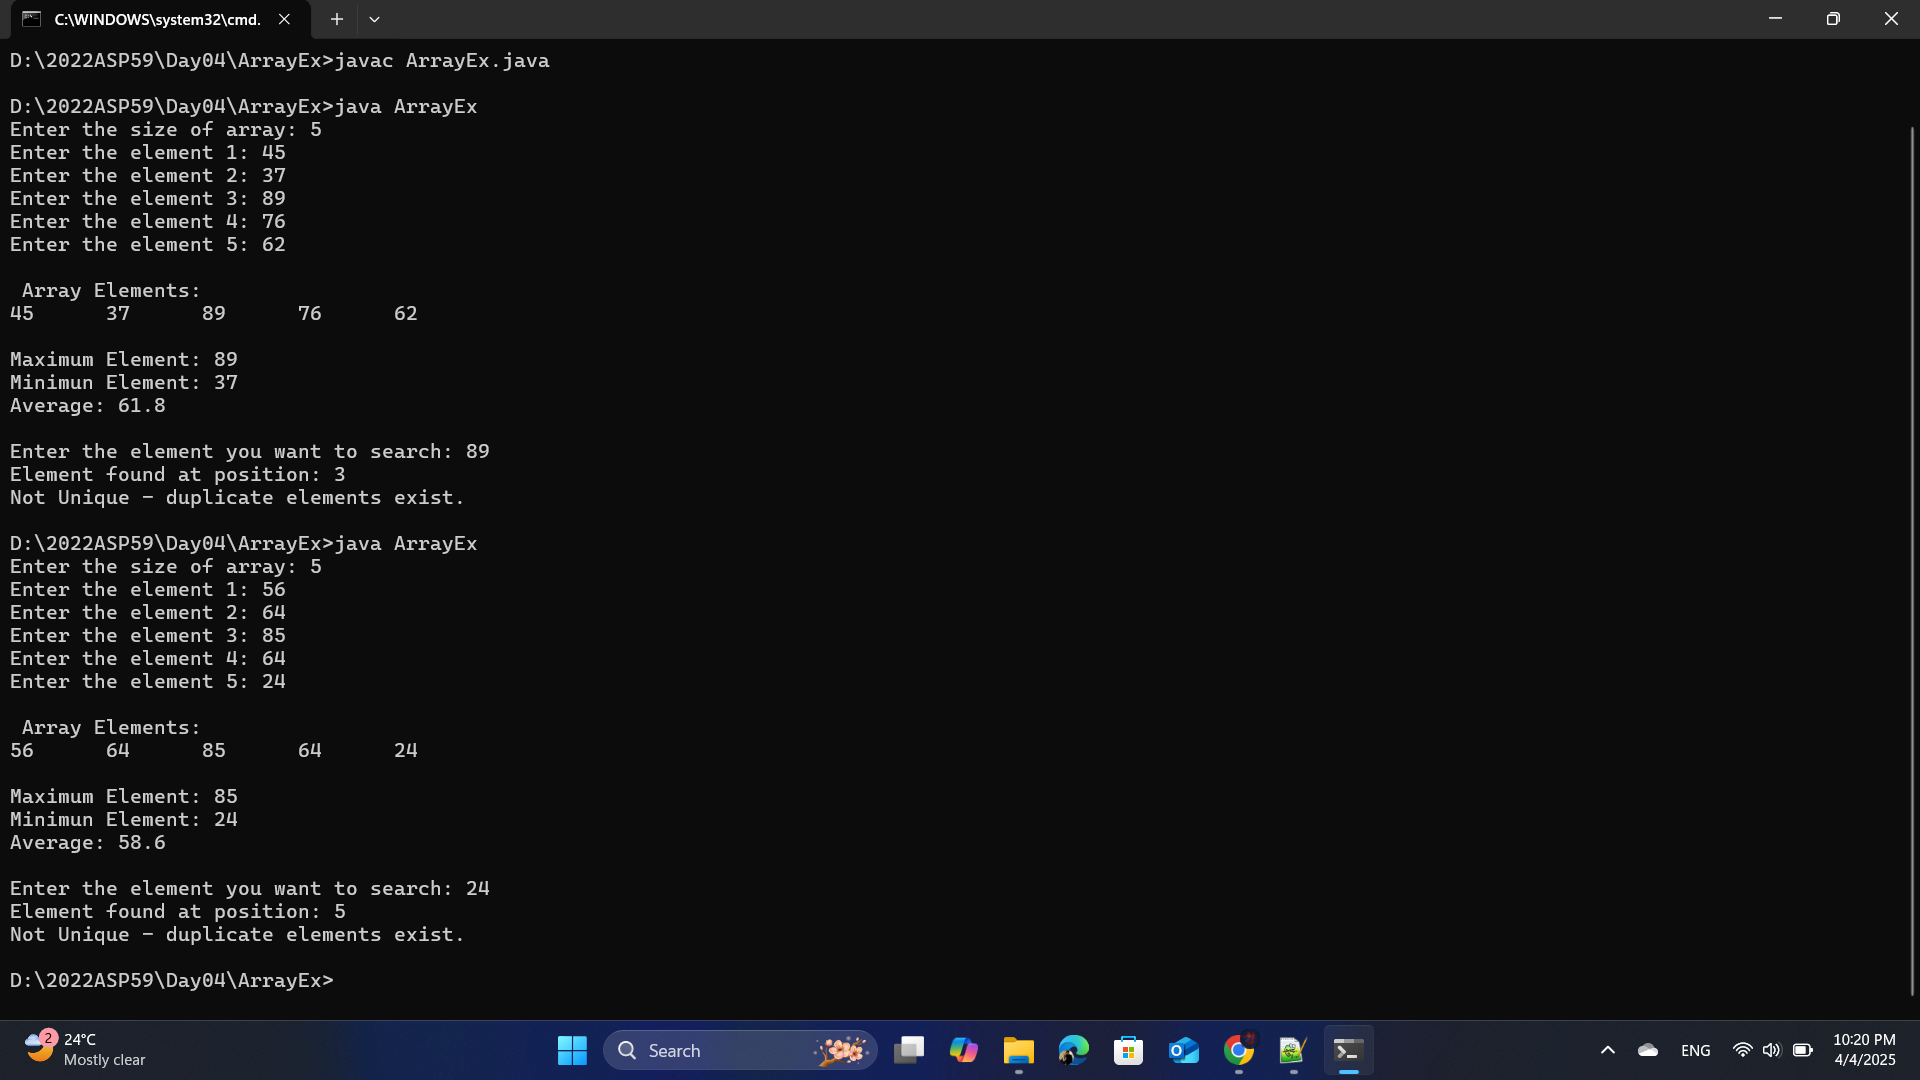 C:\WINDOWS\system32\cmd.
D:\2022ASP59\Day04\ArrayEx>javac ArrayEx.java
D:\2022ASP59\Day04\ArrayEx>java ArrayEx
Enter the size of array: 5
Enter the element 1: 45
Enter the element 2: 37
Enter the element 3: 89
Enter the element 4: 76
Enter the element 5: 62
Array Elements:
45 37 89 76 62
Maximum Element: 89
Minimun Element: 37
Average: 61.8
Enter the element you want to search: 89
Element found at position: 3
Not Unique - duplicate elements exist.
D:\2022ASP59\Day04\ArrayEx>java ArrayEx
Enter the size of array: 5
Enter the element 1: 56
Enter the element 2: 64
Enter the element 3: 85
Enter the element 4: 64
Enter the element 5: 24
Array Elements:
56 64 85 64 24
Maximum Element: 85
Minimun Element: 24
Average: 58.6
Enter the element you want to search: 24
Element found at position: 5
Not Unique - duplicate elements exist.
D:\2022ASP59\Day04\ArrayEx>
2
24°C
Mostly clear
Search
ENG
10:20 PM
4/4/2025